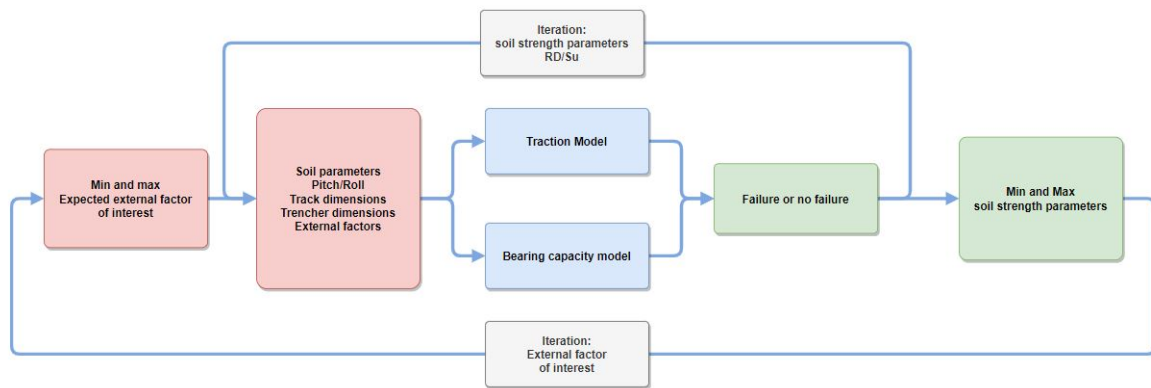 Iteration:
soil strength parameters
RD/Su
Min and max
Expected external factor
of interest
Soil parameters
Pitch/Roll
Track dimensions
Trencher dimensions
External factors
Traction Model
Bearing capacity model
Failure or no failure
Min and Max
soil strength parameters
Iteration:
External factor
of interest